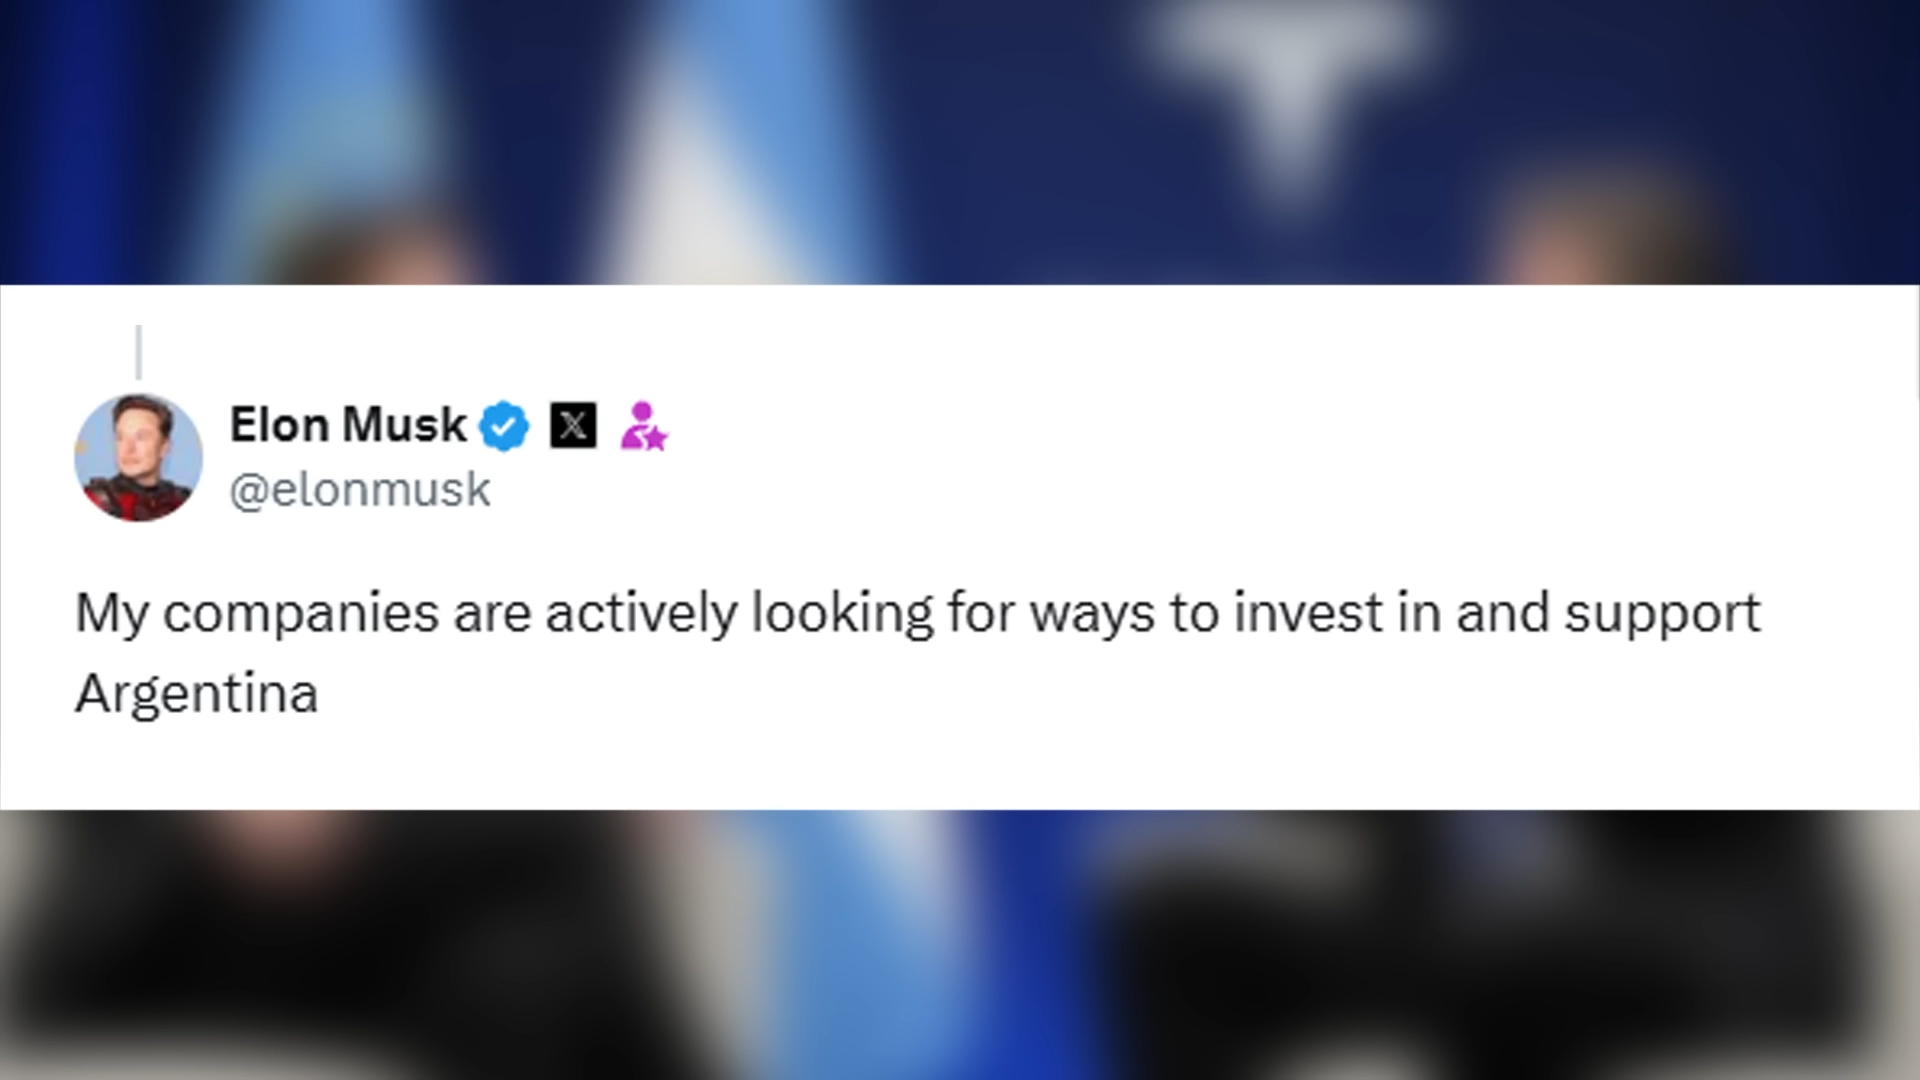 Elon Musk
@elonmusk
My companies are actively looking for ways to invest in and support
Argentina